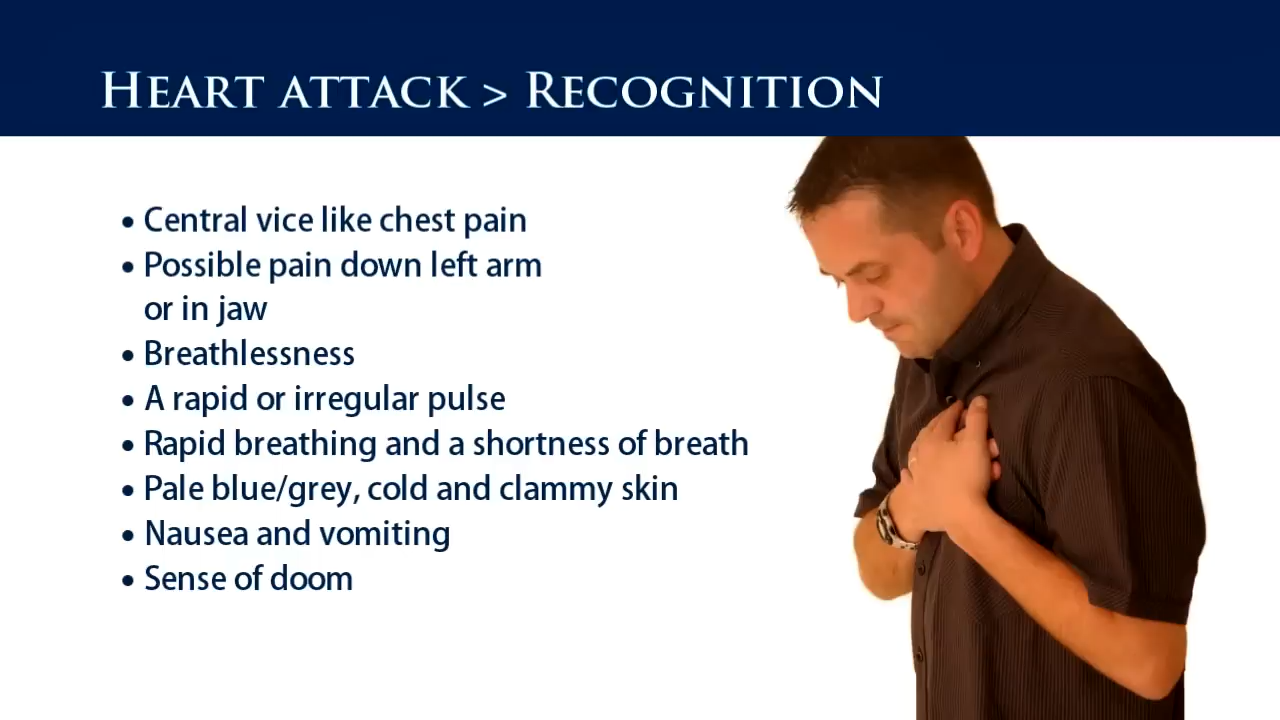 HEART ATTACK > RECOGNITION
• Central vice like chest pain
• Possible pain down left arm
or in jaw
• Breathlessness
• A rapid or irregular pulse
• Rapid breathing and a shortness of breath
• Pale blue/grey, cold and clammy skin
• Nausea and vomiting
• Sense of doom